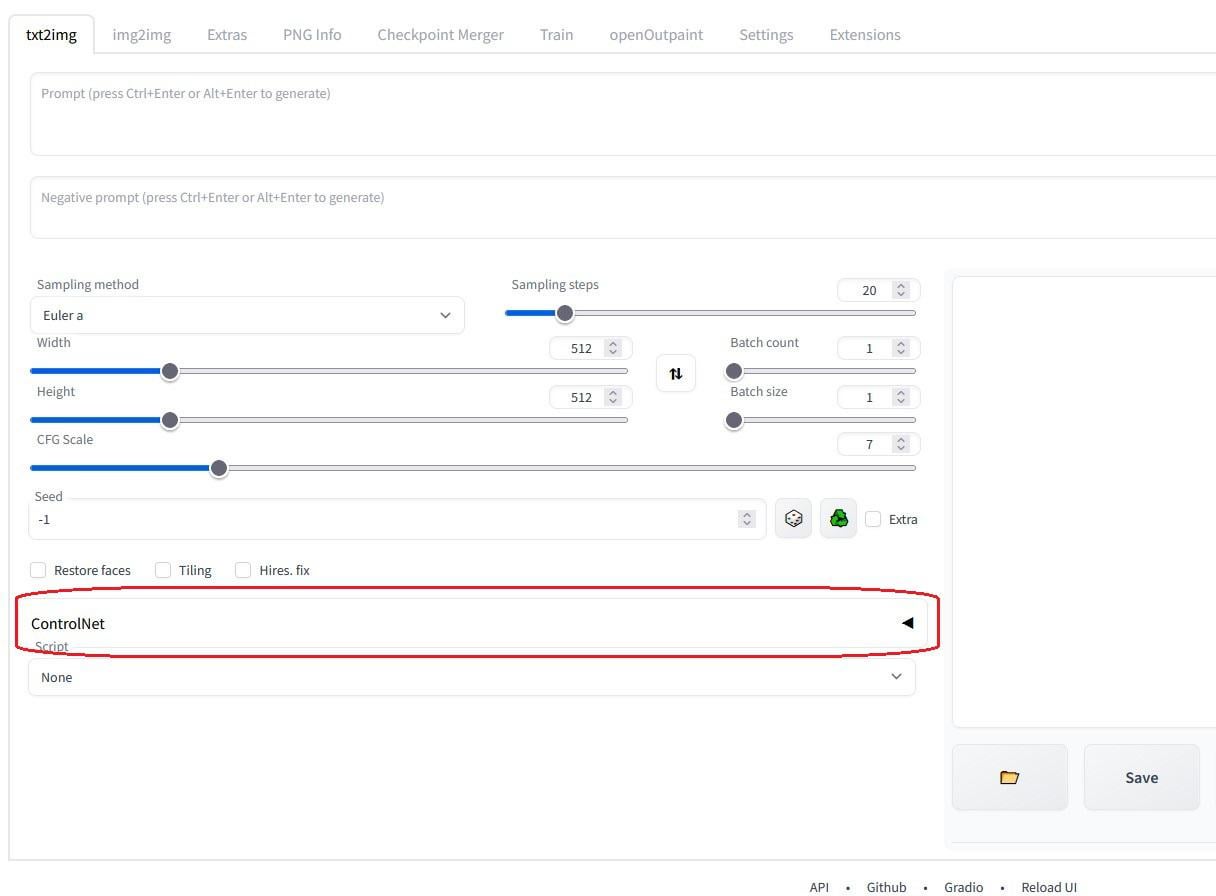 txt2img img2img Extras PNG Info Checkpoint Merger Train openOutpaint Settings Extensions
Prompt (press Ctrl+Enter or Alt+Enter to generate)
Negative prompt (press Ctrl+Enter or Alt+Enter to generate)
Sampling method
Euler a
Sampling steps
20
Width
512
Batch count
1
Height
512
Batch size
1
CFG Scale
7
Seed
-1
Extra
Restore faces Tiling Hires. fix
ControlNet
Script
None
Save
API • Github • Gradio • Reload UI